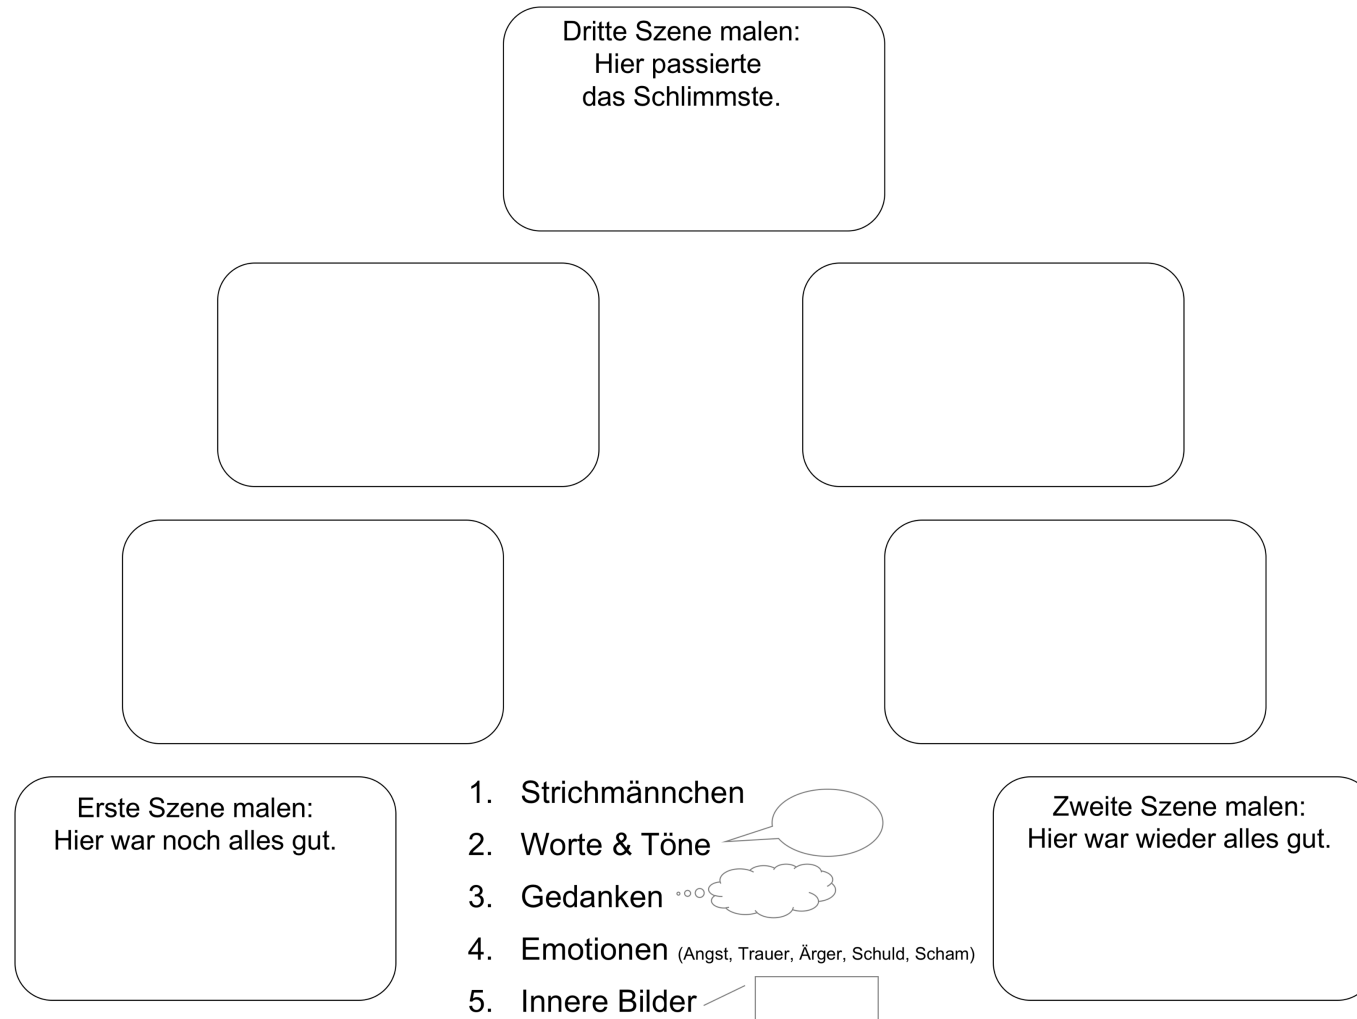 Dritte Szene malen:
Hier passierte
das Schlimmste.
Erste Szene malen:
Hier war noch alles gut.
1. Strichmännchen
2. Worte & Töne
3. Gedanken
4. Emotionen (Angst, Trauer, Ärger, Schuld, Scham)
5. Innere Bilder
Zweite Szene malen:
Hier war wieder alles gut.